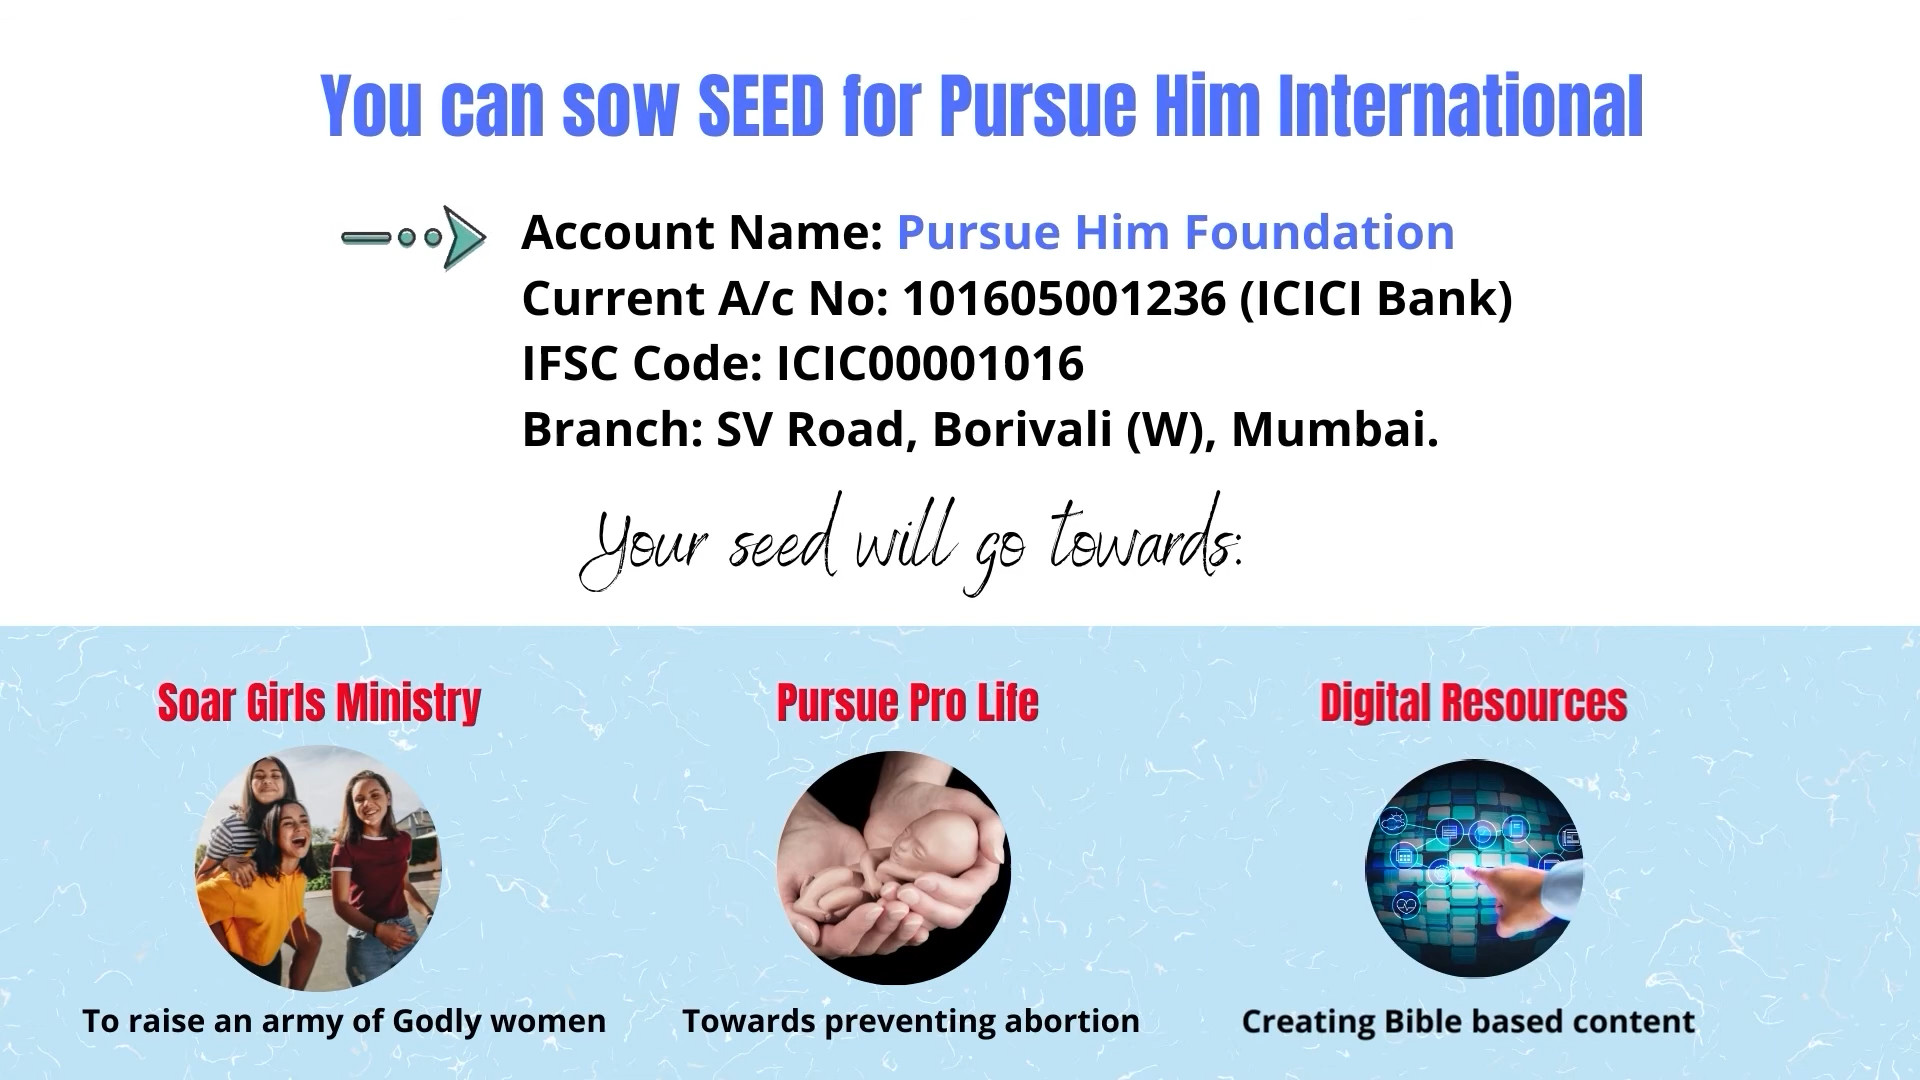 You can sow SEED for Pursue Him International
Account Name: Pursue Him Foundation
Current A/c No: 101605001236 (ICICI Bank)
IFSC Code: ICIC00001016
Branch: SV Road, Borivali (W), Mumbai.
Your seed will go towards:
Soar Girls Ministry
To raise an army of Godly women
Pursue Pro Life
Towards preventing abortion
Digital Resources
Creating Bible based content